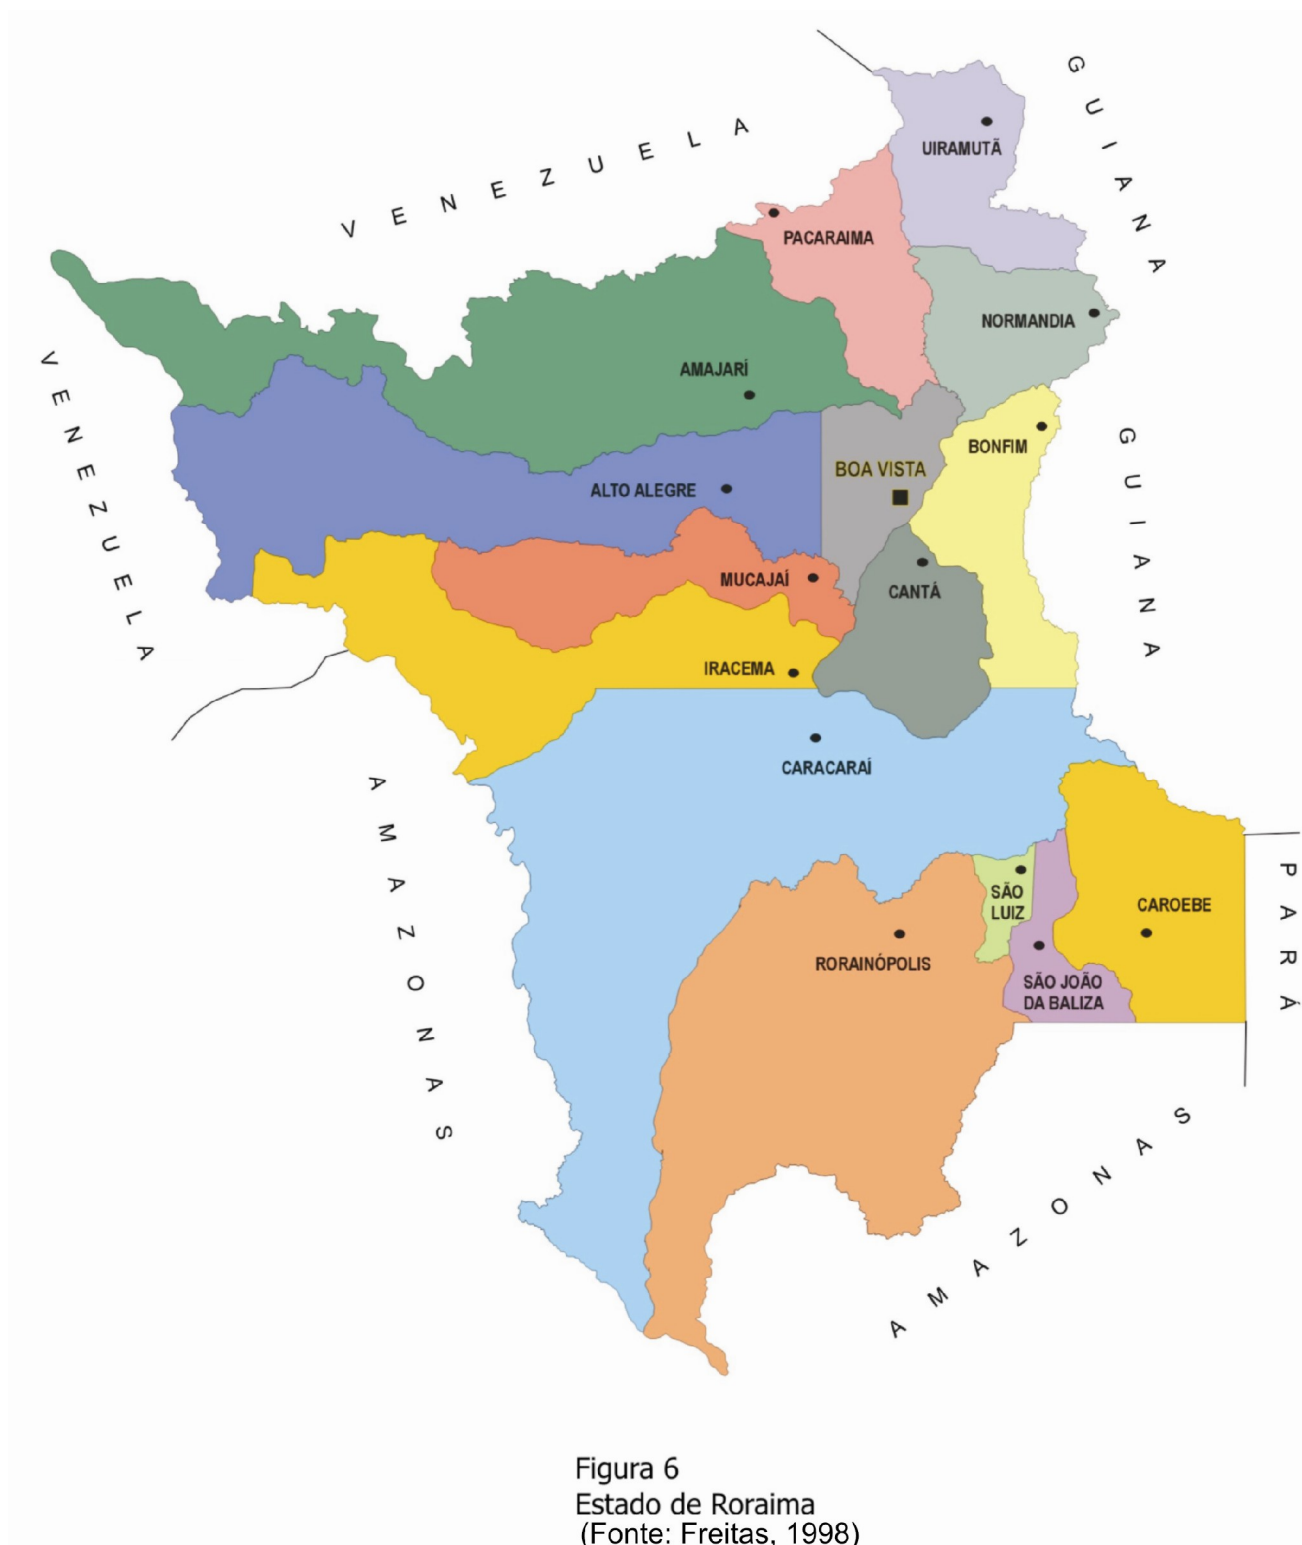 VENEZUELA
GUIANA
UIRAMUTÃ
PACARAIMA
NORMANDIA
VENEZUELA
AMAJARÍ
GUIANA
BONFIM
BOA VISTA
ALTO ALEGRE
MUCAJAÍ
CANTÁ
IRACEMA
CARACARAÍ
AMAZONAS
PARÁ
SÃO
LUIZ
CAROEBE
RORAINÓPOLIS
SÃO JOÃO
DA BALIZA
AMAZONAS
Figura 6
Estado de Roraima
(Fonte: Freitas, 1998)